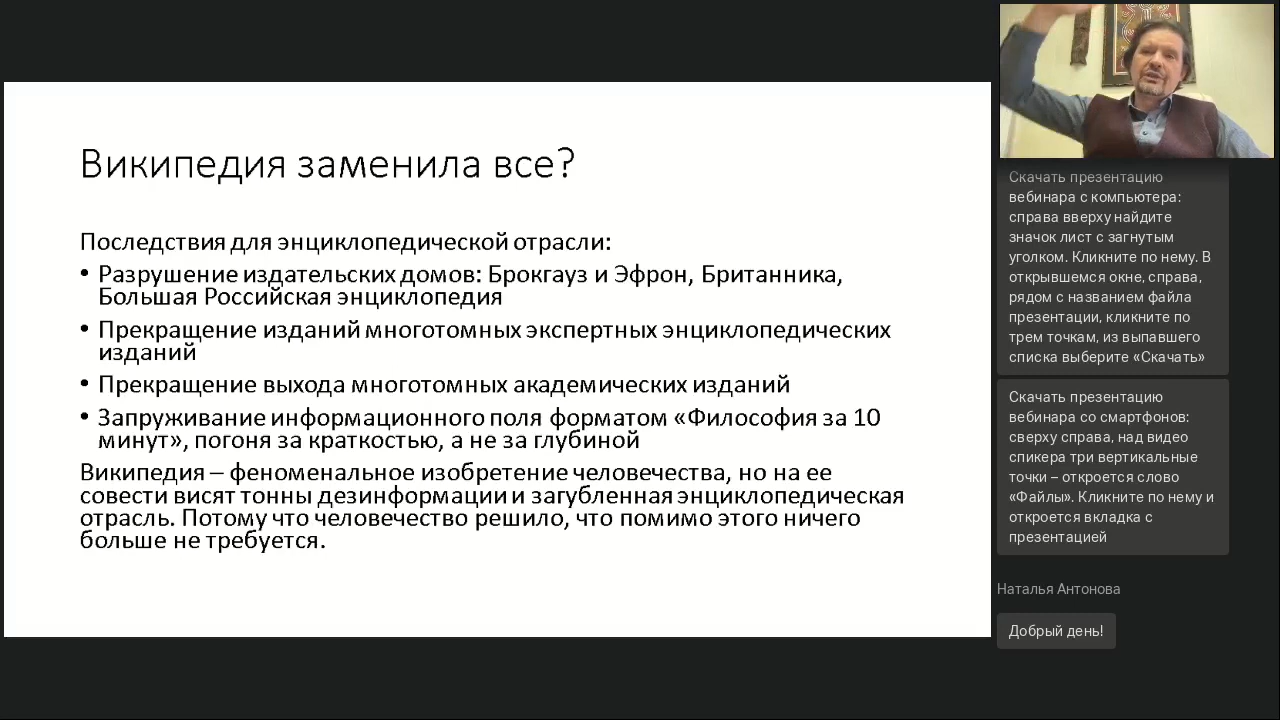 Википедия заменила все?
Последствия для энциклопедической отрасли:
• Разрушение издательских домов: Брокгауз и Эфрон, Британника,
Большая Российская энциклопедия
• Прекращение изданий многотомных экспертных энциклопедических
изданий
• Прекращение выхода многотомных академических изданий
• Запруживание информационного поля форматом «Философия за 10
минут», погоня за краткостью, а не за глубиной
Википедия – феноменальное изобретение человечества, но на ее
совести висят тонны дезинформации и загубленная энциклопедическая
отрасль. Потому что человечество решило, что помимо этого ничего
больше не требуется.
Скачать презентацию
вебинара с компьютера:
справа вверху найдите
значок лист с загнутым
уголком. Кликните по нему. В
открывшемся окне, справа,
рядом с названием файла
презентации, кликните по
трем точкам, из выпавшего
списка выберите «Скачать»
Скачать презентацию
вебинара со смартфонов:
сверху справа, над видео
спикера три вертикальные
точки – откроется слово
«Файлы». Кликните по нему и
откроется вкладка с
презентацией
Наталья Антонова
Добрый день!